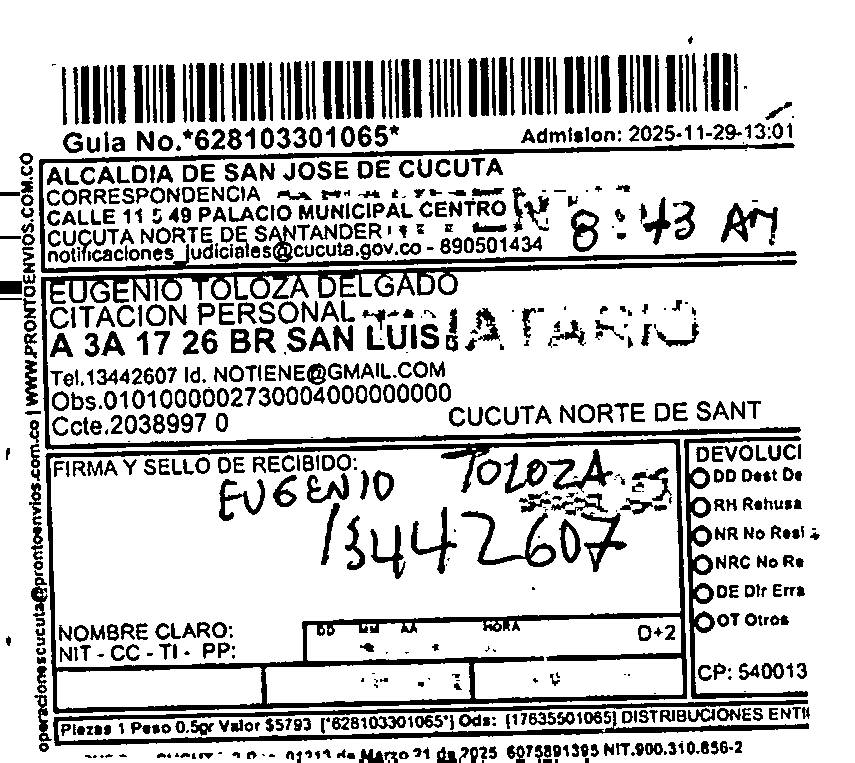 Guia No.*628103301065*
Admision: 2025-11-29-13:01
ALCALDIA DE SAN JOSE DE CUCUTA
CORRESPONDENCIA
CALLE 11 5 49 PALACIO MUNICIPAL CENTRO
CUCUTA NORTE DE SANTANDER
notificaciones_judiciales@cucuta.gov.co - 890501434
8:43 AM
EUGENIO TOLOZA DELGADO
CITACION PERSONAL
A 3A 17 26 BR SAN LUIS
Tel.13442607 Id. NOTIENE@GMAIL.COM
Obs.0101000002730004000000000
Ccte.2038997 0
CUCUTA NORTE DE SANT
FIRMA Y SELLO DE RECIBIDO:
EUGENIO TOLOZA
13442607
NOMBRE CLARO:
NIT - CC - TI - PP:
DD MM AA HORA
D+2
DEVOLUCI
DD Dest De
RH Rehusa
NR No Resi
NRC No Re
DE Dir Erra
OT Otros
CP: 540013
Piezas 1 Peso 0.5gr Valor $5793 [*628103301065*] Ods: [17635501065] DISTRIBUCIONES ENTI
01213 de Marzo 21 de 2025 6075891395 NIT.900.310.856-2
operacionescucuta@prontoenvios.com.co | WWW.PRONTOENVIOS.COM.CO